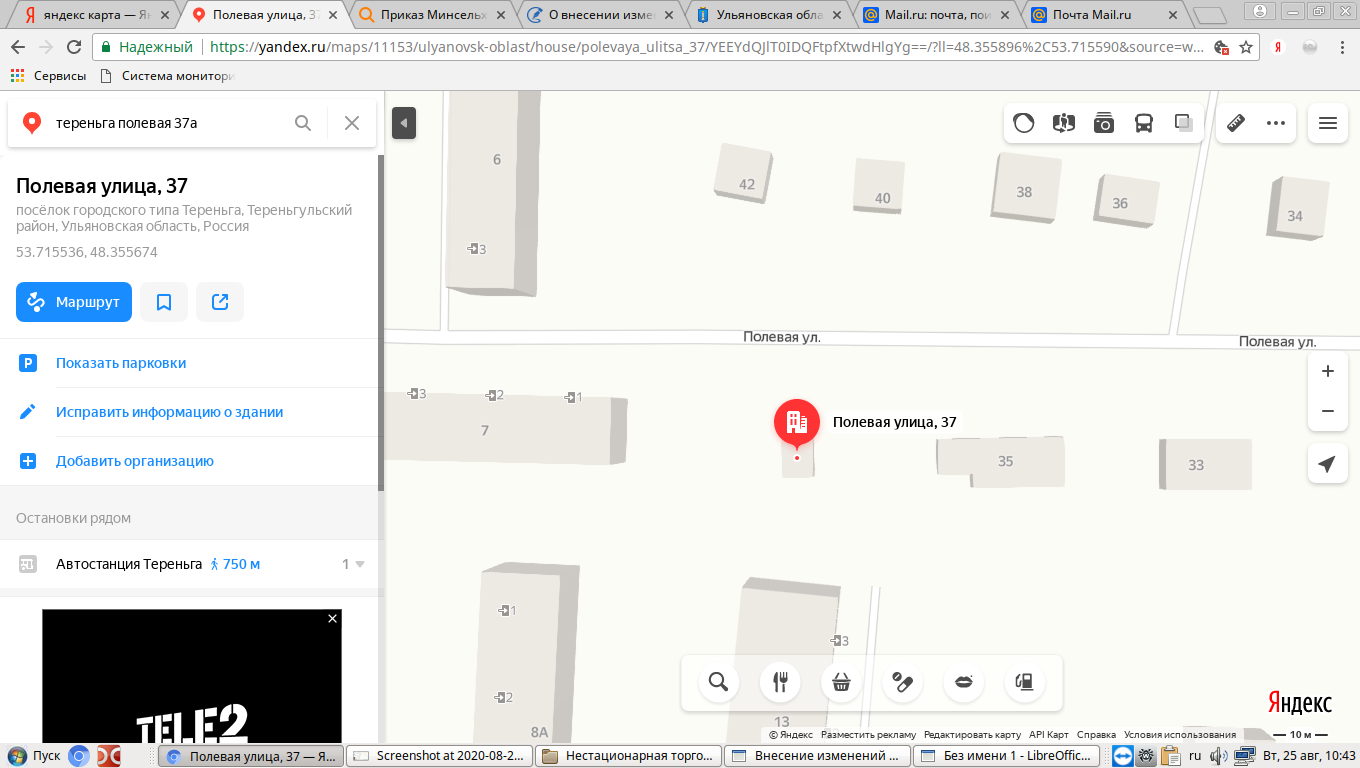 яндекс карта — Ян
Полевая улица, 37
Приказ Минсельх
О внесении измен
Ульяновская обла
Mail.ru: почта, пои
Почта Mail.ru
Надежный
https://yandex.ru/maps/11153/ulyanovsk-oblast/house/polevaya_ulitsa_37/YEEYdQJlT0IDQFtpfXtwdHlgYg==/?ll=48.355896%2C53.715590&source=w...
Сервисы
Система монитори
тереньга полевая 37а
Полевая улица, 37
посёлок городского типа Тереньга, Тереньгульский
район, Ульяновская область, Россия
53.715536, 48.355674
Маршрут
Показать парковки
Исправить информацию о здании
Добавить организацию
Остановки рядом
Автостанция Тереньга 750 м 1
TELE2
6
3
42
40
38
36
34
Полевая ул.
Полевая ул.
3
2
1
7
Полевая улица, 37
35
33
1
2
8А
3
13
Яндекс
© Яндекс Разместить рекламу Редактировать карту API Карт Справка Условия использования 10 м
Пуск
Полевая улица, 37 — Я...
Screenshot at 2020-08-2...
Нестационарная торго...
Внесение изменений ...
Без имени 1 - LibreOffic...
ru
Вт, 25 авг, 10:43